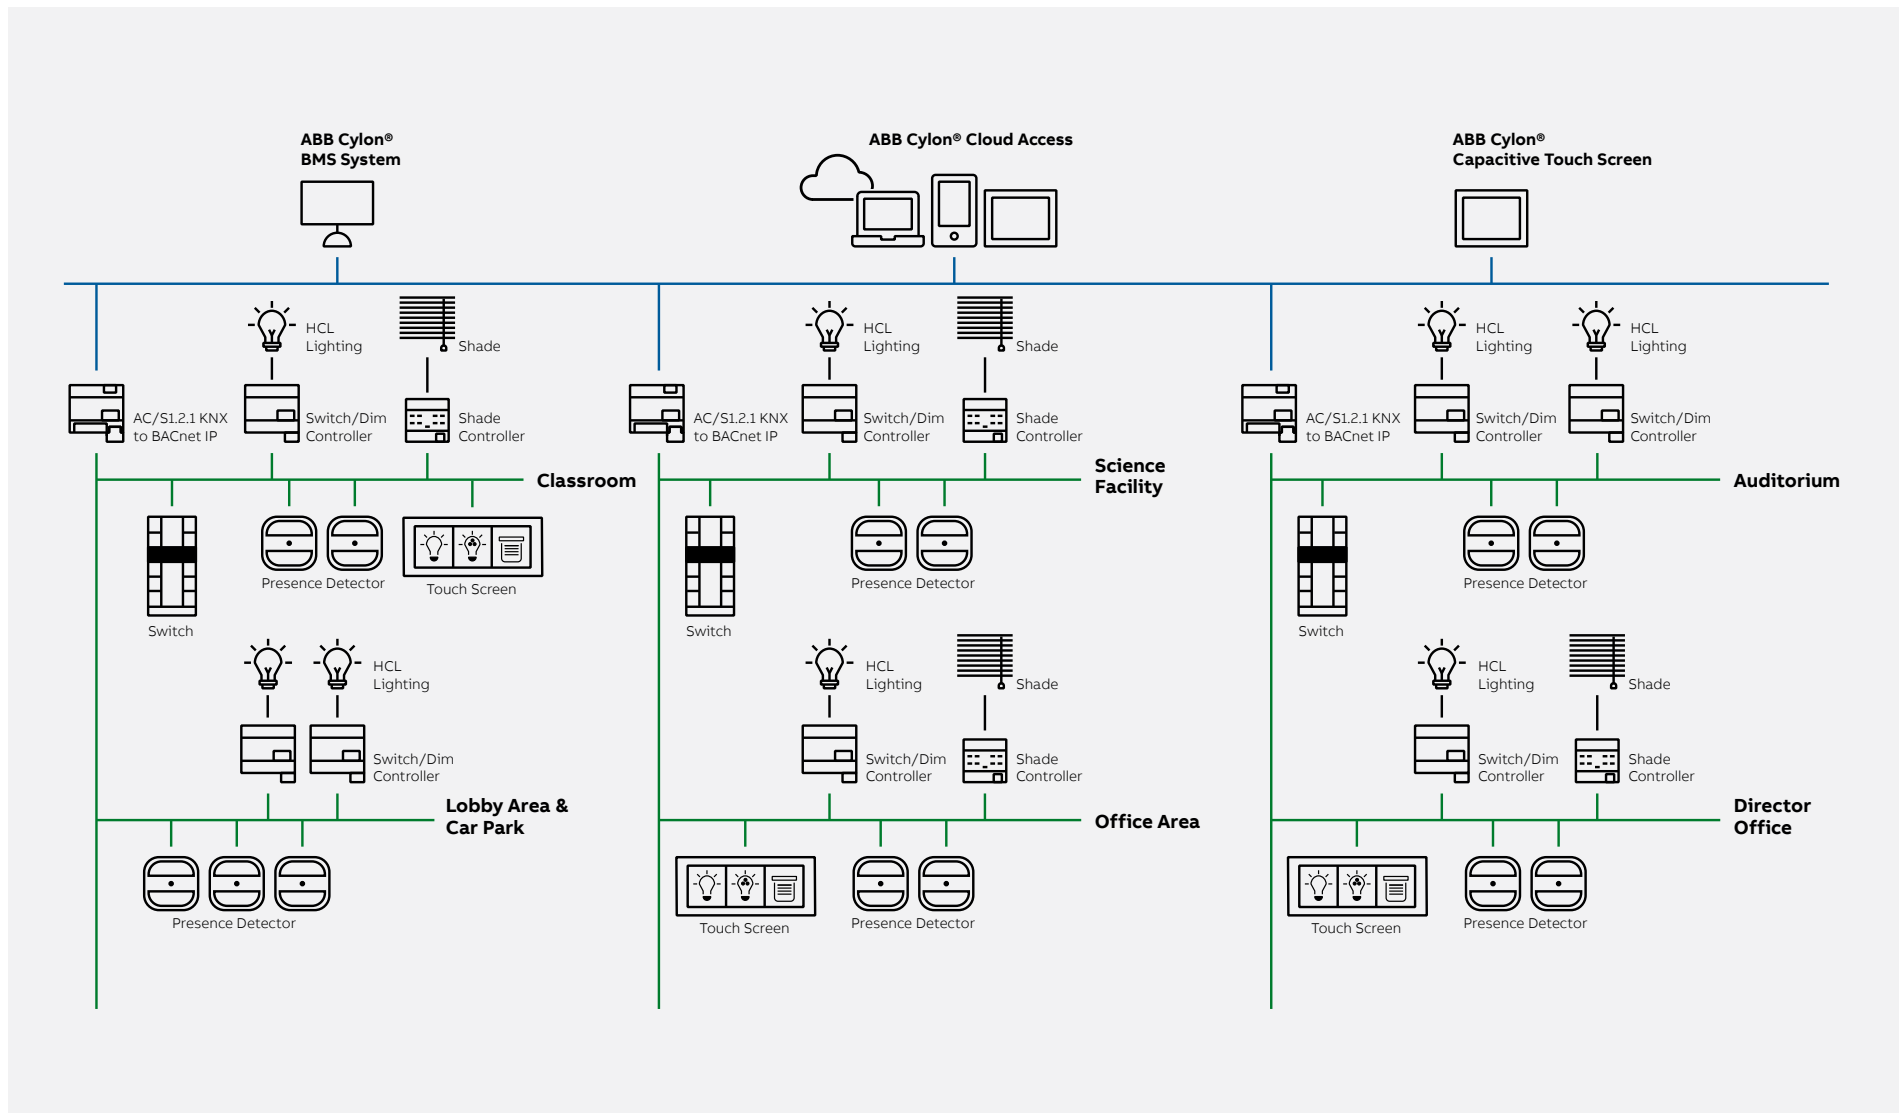 ABB Cylon®
BMS System
ABB Cylon® Cloud Access
ABB Cylon®
Capacitive Touch Screen
HCL
Lighting
Shade
AC/S1.2.1 KNX
to BACnet IP
Switch/Dim
Controller
Shade
Controller
Classroom
Switch
Presence Detector
Touch Screen
HCL
Lighting
Switch/Dim
Controller
Lobby Area &
Car Park
Presence Detector
HCL
Lighting
Shade
AC/S1.2.1 KNX
to BACnet IP
Switch/Dim
Controller
Shade
Controller
Science
Facility
Switch
Presence Detector
HCL
Lighting
Shade
Switch/Dim
Controller
Shade
Controller
Office Area
Touch Screen
Presence Detector
HCL
Lighting
HCL
Lighting
AC/S1.2.1 KNX
to BACnet IP
Switch/Dim
Controller
Switch/Dim
Controller
Auditorium
Switch
Presence Detector
HCL
Lighting
Shade
Switch/Dim
Controller
Shade
Controller
Director
Office
Touch Screen
Presence Detector